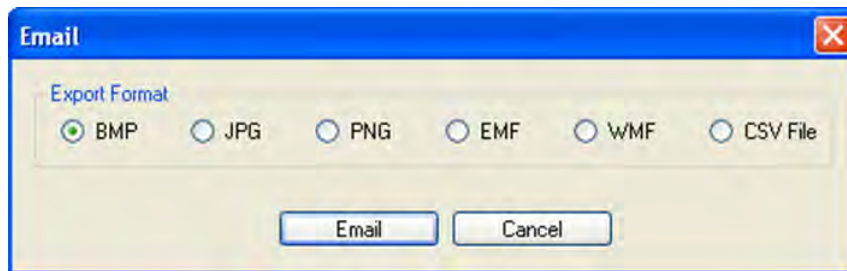 Email
Export Format
BMP JPG PNG EMF WMF CSV File
Email Cancel